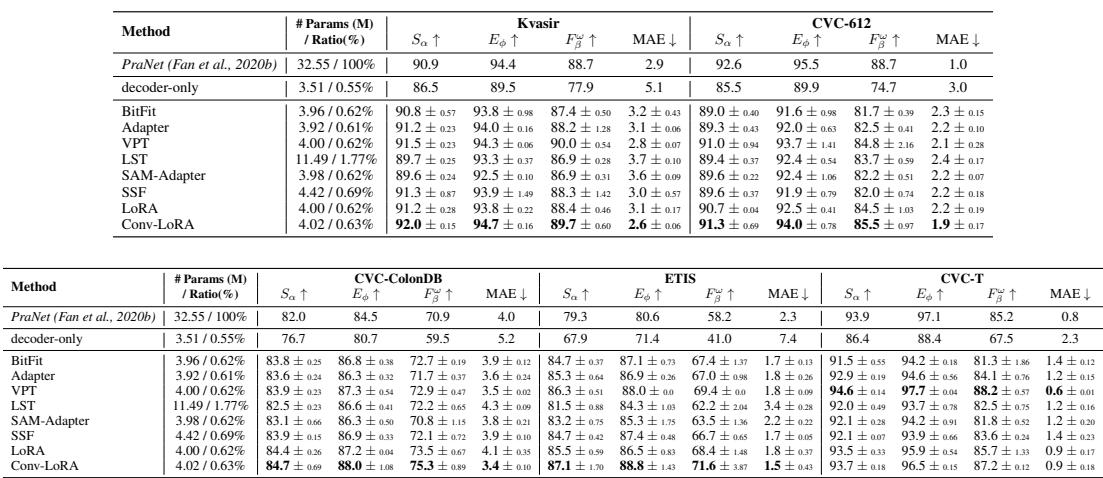 Method # Params (M) / Ratio(%) Kvasir CVC-612
Sα ↑ Eϕ ↑ Fβω ↑ MAE ↓ Sα ↑ Eϕ ↑ Fβω ↑ MAE ↓
PraNet (Fan et al., 2020b) 32.55 / 100% 90.9 94.4 88.7 2.9 92.6 95.5 88.7 1.0
decoder-only 3.51 / 0.55% 86.5 89.5 77.9 5.1 85.5 89.9 74.7 3.0
BitFit 3.96 / 0.62% 90.8 ± 0.57 93.8 ± 0.98 87.4 ± 0.50 3.2 ± 0.43 89.0 ± 0.40 91.6 ± 0.98 81.7 ± 0.39 2.3 ± 0.15
Adapter 3.92 / 0.61% 91.2 ± 0.23 94.0 ± 0.16 88.2 ± 1.28 3.1 ± 0.06 89.3 ± 0.43 92.0 ± 0.63 82.5 ± 0.41 2.2 ± 0.10
VPT 4.00 / 0.62% 91.5 ± 0.23 94.3 ± 0.06 90.0 ± 0.54 2.8 ± 0.07 91.0 ± 0.94 93.7 ± 1.41 84.8 ± 2.16 2.1 ± 0.28
LST 11.49 / 1.77% 89.7 ± 0.25 93.3 ± 0.37 86.9 ± 0.28 3.7 ± 0.10 89.4 ± 0.37 92.4 ± 0.54 83.7 ± 0.59 2.4 ± 0.17
SAM-Adapter 3.98 / 0.62% 89.6 ± 0.24 92.5 ± 0.10 86.9 ± 0.31 3.6 ± 0.09 89.6 ± 0.22 92.4 ± 1.06 82.2 ± 0.51 2.2 ± 0.07
SSF 4.42 / 0.69% 91.3 ± 0.87 93.9 ± 1.49 88.3 ± 1.42 3.0 ± 0.57 89.6 ± 0.37 91.9 ± 0.79 82.0 ± 0.74 2.2 ± 0.18
LoRA 4.00 / 0.62% 91.2 ± 0.28 93.8 ± 0.22 88.4 ± 0.46 3.1 ± 0.17 90.7 ± 0.04 92.5 ± 0.41 84.5 ± 1.03 2.2 ± 0.19
Conv-LoRA 4.02 / 0.63% 92.0 ± 0.15 94.7 ± 0.16 89.7 ± 0.60 2.6 ± 0.06 91.3 ± 0.69 94.0 ± 0.78 85.5 ± 0.97 1.9 ± 0.17
Method # Params (M) / Ratio(%) CVC-ColonDB ETIS CVC-T
Sα ↑ Eϕ ↑ Fβω ↑ MAE ↓ Sα ↑ Eϕ ↑ Fβω ↑ MAE ↓ Sα ↑ Eϕ ↑ Fβω ↑ MAE ↓
PraNet (Fan et al., 2020b) 32.55 / 100% 82.0 84.5 70.9 4.0 79.3 80.6 58.2 2.3 93.9 97.1 85.2 0.8
decoder-only 3.51 / 0.55% 76.7 80.7 59.5 5.2 67.9 71.4 41.0 7.4 86.4 88.4 67.5 2.3
BitFit 3.96 / 0.62% 83.8 ± 0.25 86.8 ± 0.38 72.7 ± 0.19 3.9 ± 0.12 84.7 ± 0.37 87.1 ± 0.73 67.4 ± 1.37 1.7 ± 0.13 91.5 ± 0.55 94.2 ± 0.18 81.3 ± 1.86 1.4 ± 0.12
Adapter 3.92 / 0.61% 83.6 ± 0.24 86.3 ± 0.32 71.7 ± 0.37 3.6 ± 0.24 85.3 ± 0.64 86.9 ± 0.26 67.0 ± 0.98 1.8 ± 0.26 92.9 ± 0.19 94.6 ± 0.56 84.1 ± 0.76 1.2 ± 0.15
VPT 4.00 / 0.62% 83.9 ± 0.23 87.3 ± 0.54 72.9 ± 0.47 3.5 ± 0.02 86.3 ± 0.51 88.0 ± 0.0 69.4 ± 0.0 1.8 ± 0.09 94.6 ± 0.14 97.7 ± 0.04 88.2 ± 0.57 0.6 ± 0.01
LST 11.49 / 1.77% 82.5 ± 0.23 86.6 ± 0.41 72.2 ± 0.65 4.3 ± 0.09 81.5 ± 0.88 84.3 ± 1.03 62.2 ± 2.04 3.4 ± 0.28 92.0 ± 0.49 93.7 ± 0.78 82.5 ± 0.75 1.2 ± 0.16
SAM-Adapter 3.98 / 0.62% 83.1 ± 0.66 86.3 ± 0.50 70.8 ± 1.15 3.8 ± 0.21 83.2 ± 0.75 85.3 ± 1.75 63.5 ± 1.36 2.2 ± 0.22 92.1 ± 0.28 94.2 ± 0.91 81.8 ± 0.52 1.2 ± 0.20
SSF 4.42 / 0.69% 83.9 ± 0.15 86.9 ± 0.33 72.1 ± 0.72 3.9 ± 0.10 84.7 ± 0.42 87.4 ± 0.48 66.7 ± 0.65 1.7 ± 0.05 92.1 ± 0.07 93.9 ± 0.66 83.6 ± 0.24 1.4 ± 0.23
LoRA 4.00 / 0.62% 84.4 ± 0.26 87.2 ± 0.04 73.5 ± 0.67 4.1 ± 0.35 85.5 ± 0.59 86.5 ± 0.83 68.4 ± 1.48 1.8 ± 0.37 93.5 ± 0.33 95.9 ± 0.54 85.7 ± 1.33 0.9 ± 0.17
Conv-LoRA 4.02 / 0.63% 84.7 ± 0.69 88.0 ± 1.08 75.3 ± 0.89 3.4 ± 0.10 87.1 ± 1.70 88.8 ± 1.43 71.6 ± 3.87 1.5 ± 0.43 93.7 ± 0.18 96.5 ± 0.15 87.2 ± 0.12 0.9 ± 0.18